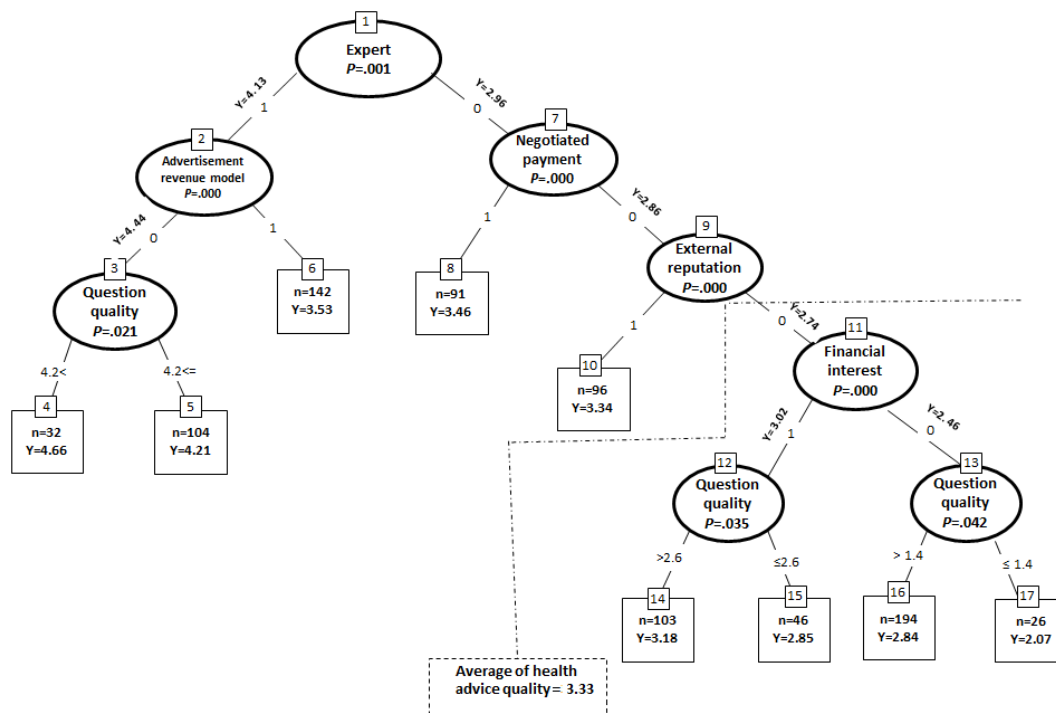 1
Expert
P=.001
Y=4.13
1
Y=2.96
0
2
Advertisement
revenue model
P=.000
7
Negotiated
payment
P=.000
Y=4.44
0
1
1
Y=2.86
0
3
Question
quality
P=.021
6
n=142
Y=3.53
8
n=91
Y=3.46
9
External
reputation
P=.000
4.2<
4.2<=
1
Y=2.74
0
4
n=32
Y=4.66
5
n=104
Y=4.21
10
n=96
Y=3.34
11
Financial
interest
P=.000
Y=3.02
1
Y=2.46
0
12
Question
quality
P=.035
13
Question
quality
P=.042
>2.6
≤2.6
> 1.4
≤ 1.4
14
n=103
Y=3.18
15
n=46
Y=2.85
16
n=194
Y=2.84
17
n=26
Y=2.07
Average of health
advice quality= 3.33